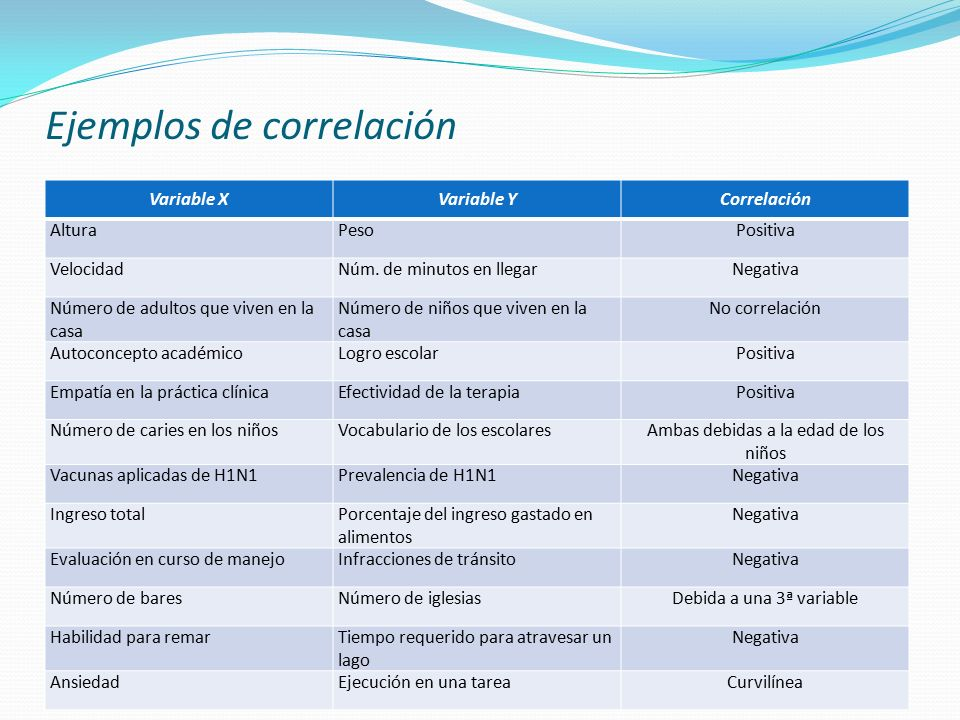 Ejemplos de correlación
Variable X Variable Y Correlación
Altura Peso Positiva
Velocidad Núm. de minutos en llegar Negativa
Número de adultos que viven en la Número de niños que viven en la No correlación
casa casa
Autoconcepto académico Logro escolar Positiva
Empatía en la práctica clínica Efectividad de la terapia Positiva
Número de caries en los niños Vocabulario de los escolares Ambas debidas a la edad de los
niños
Vacunas aplicadas de H1N1 Prevalencia de H1N1 Negativa
Ingreso total Porcentaje del ingreso gastado en Negativa
alimentos
Evaluación en curso de manejo Infracciones de tránsito Negativa
Número de bares Número de iglesias Debida a una 3ª variable
Habilidad para remar Tiempo requerido para atravesar un Negativa
lago
Ansiedad Ejecución en una tarea Curvilínea